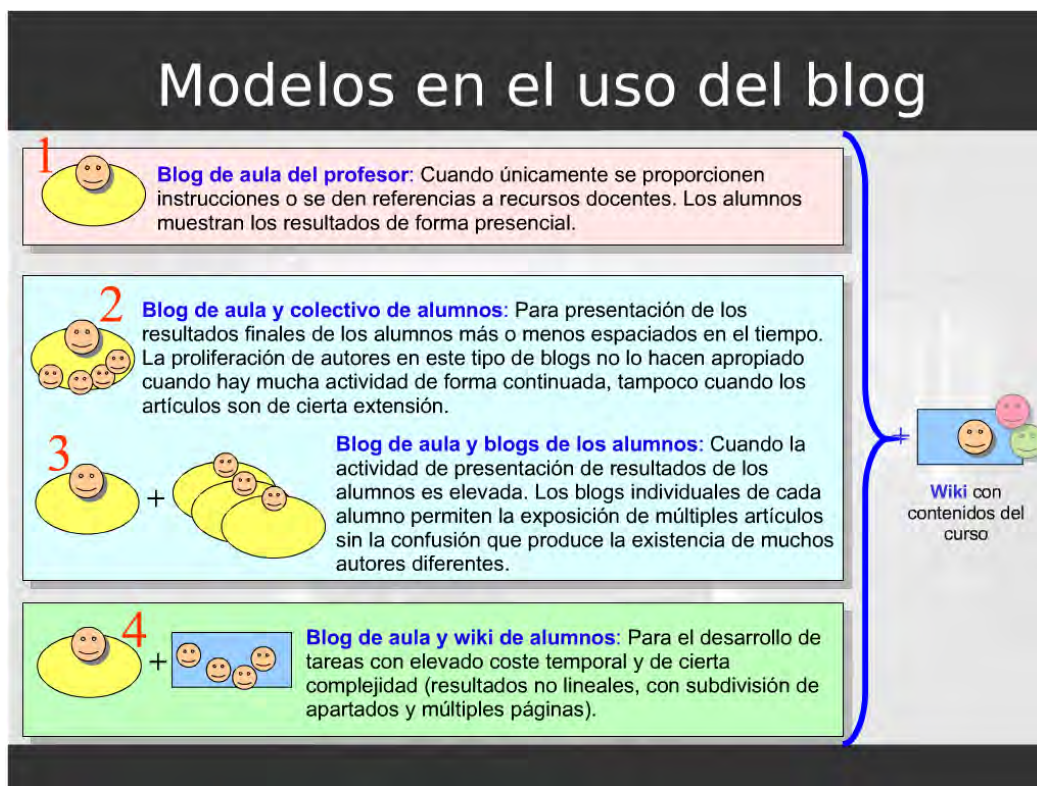 Modelos en el uso del blog
1
Blog de aula del profesor: Cuando únicamente se proporcionen
instrucciones o se den referencias a recursos docentes. Los alumnos
muestran los resultados de forma presencial.
2
Blog de aula y colectivo de alumnos: Para presentación de los
resultados finales de los alumnos más o menos espaciados en el tiempo.
La proliferación de autores en este tipo de blogs no lo hacen apropiado
cuando hay mucha actividad de forma continuada, tampoco cuando los
artículos son de cierta extensión.
3
+
Blog de aula y blogs de los alumnos: Cuando la
actividad de presentación de resultados de los
alumnos es elevada. Los blogs individuales de cada
alumno permiten la exposición de múltiples artículos
sin la confusión que produce la existencia de muchos
autores diferentes.
4
+
Blog de aula y wiki de alumnos: Para el desarrollo de
tareas con elevado coste temporal y de cierta
complejidad (resultados no lineales, con subdivisión de
apartados y múltiples páginas).
+
Wiki con
contenidos del
curso